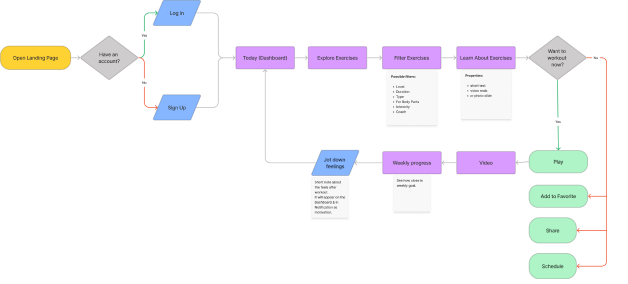 Log In
Yes
Open Landing Page
Have an
account?
Today (Dashboard)
Explore Exercises
Filter Exercises
Learn About Exercises
Want to
workout
now?
No
Possible filters:
Level
Duration
Type
For Body Parts
Intensity
Coach
Properties:
short text
video reels
or photo slide
No
Sign Up
Yes
Jot down
feelings
Weekly progress
Video
Play
short note about
the feels after
workout.
It will appear on the
Dashboard & in
Notification as
motivation.
See how close is
weekly goal.
Add to Favorite
Share
Schedule